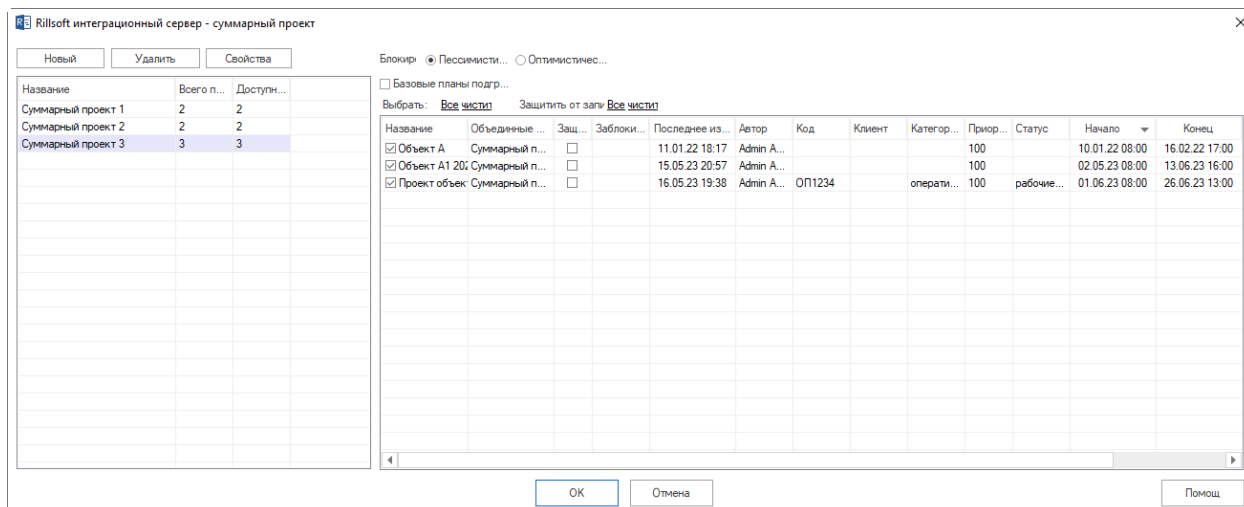 Rillsoft интеграционный сервер - суммарный проект
Новый Удалить Свойства
Блокир Пессимисти... Оптимистичес...
Базовые планы подгр...
Выбрать: Все чистит Защитить от запи Все чистит
Название Всего п... Доступн...
Суммарный проект 1 2 2
Суммарный проект 2 2 2
Суммарный проект 3 3 3
Название Объединные ... Защ... Заблоки... Последнее из... Автор Код Клиент Категор... Приор... Статус Начало Конец
Объект А Суммарный п... 11.01.22 18:17 Admin A... 100 10.01.22 08:00 16.02.22 17:00
Объект А1 202 Суммарный п... 15.05.23 20:57 Admin A... 100 02.05.23 08:00 13.06.23 16:00
Проект объек Суммарный п... 16.05.23 19:38 Admin A... ОП1234 операти... 100 рабочие... 01.06.23 08:00 26.06.23 13:00
OK Отмена Помощ